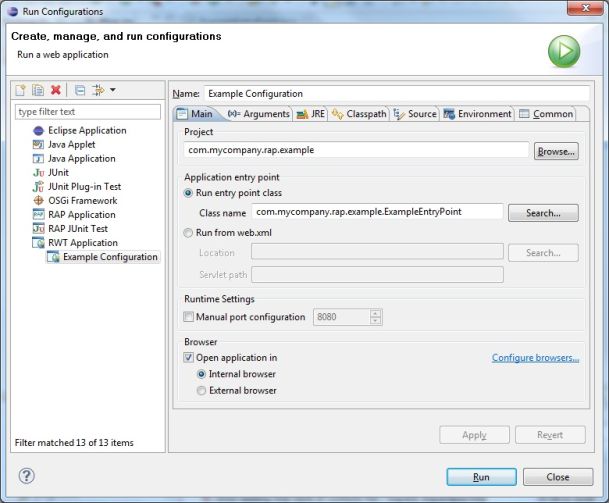 Run Configurations
Create, manage, and run configurations
Run a web application
type filter text
Eclipse Application
Java Applet
Java Application
JUnit
JUnit Plug-in Test
OSGi Framework
RAP Application
RAP JUnit Test
RWT Application
Example Configuration
Filter matched 13 of 13 items
Name: Example Configuration
Main (x)= Arguments JRE Classpath Source Environment Common
Project
com.mycompany.rap.example Browse...
Application entry point
Run entry point class
Class name com.mycompany.rap.example.ExampleEntryPoint Search...
Run from web.xml
Location Search...
Servlet path
Runtime Settings
Manual port configuration 8080
Browser
Open application in Configure browsers...
Internal browser
External browser
Apply Revert
? Run Close